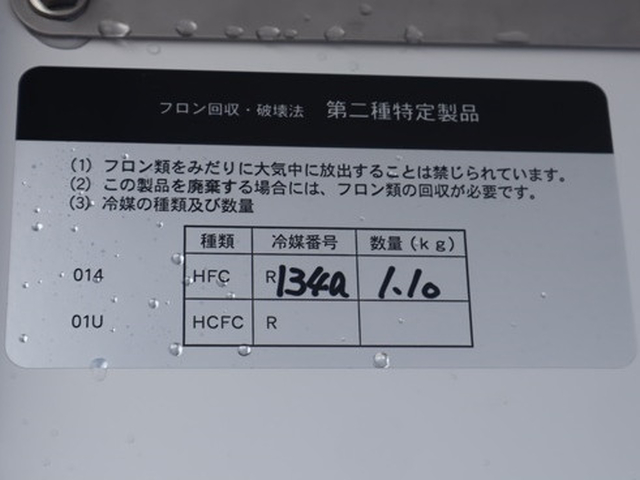 フロン回収・破壊法 第二種特定製品
(1) フロン類をみだりに大気中に放出することは禁じられています。
(2) この製品を廃棄する場合には、フロン類の回収が必要です。
(3) 冷媒の種類及び数量
種類 冷媒番号 数量(kg)
014 HFC R134a 1.10
01U HCFC R